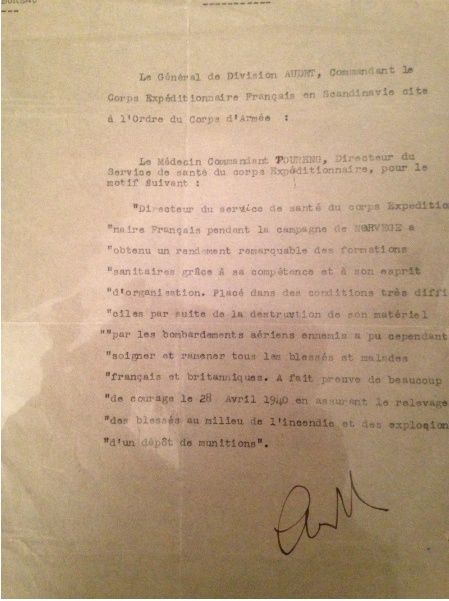 Le Général de Division AUDET, Commandant le
Corps Expéditionnaire Français en Scandinavie cite
à l'Ordre du Corps d'Armée :
Le Médecin Commandant POURENG, Directeur du
Service de santé du corps Expéditionnaire, pour le
motif suivant :
"Directeur du service de santé du corps Expédition
"naire Français pendant la campagne de NORVEGE a
"obtenu un rendement remarquable des formations
"sanitaires grâce à sa compétence et à son esprit
"d'organisation. Placé dans des conditions très diffi
"ciles par suite de la destruction de son matériel
""par les bombardements aériens ennemis a pu cependant
"soigner et ramener tous les blessés et malades
"français et britanniques. A fait preuve de beaucoup
"de courage le 28 Avril 1940 en assurant le relevage
"des blessés au milieu de l'incendie et des explosion
"d'un dépôt de munitions".